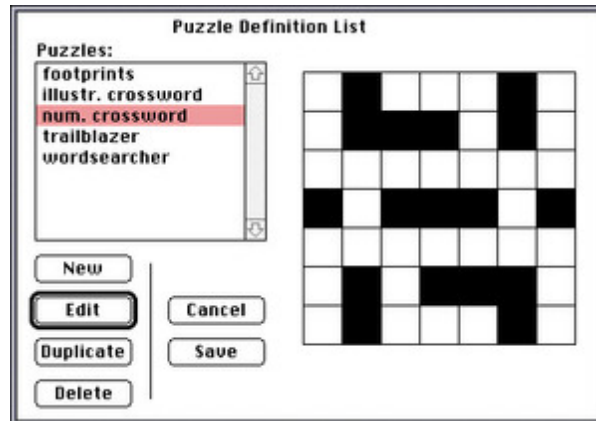 Puzzle Definition List
Puzzles:
footprints
illustr. crossword
num. crossword
trailblazer
wordsearcher
New
Edit
Cancel
Duplicate
Save
Delete